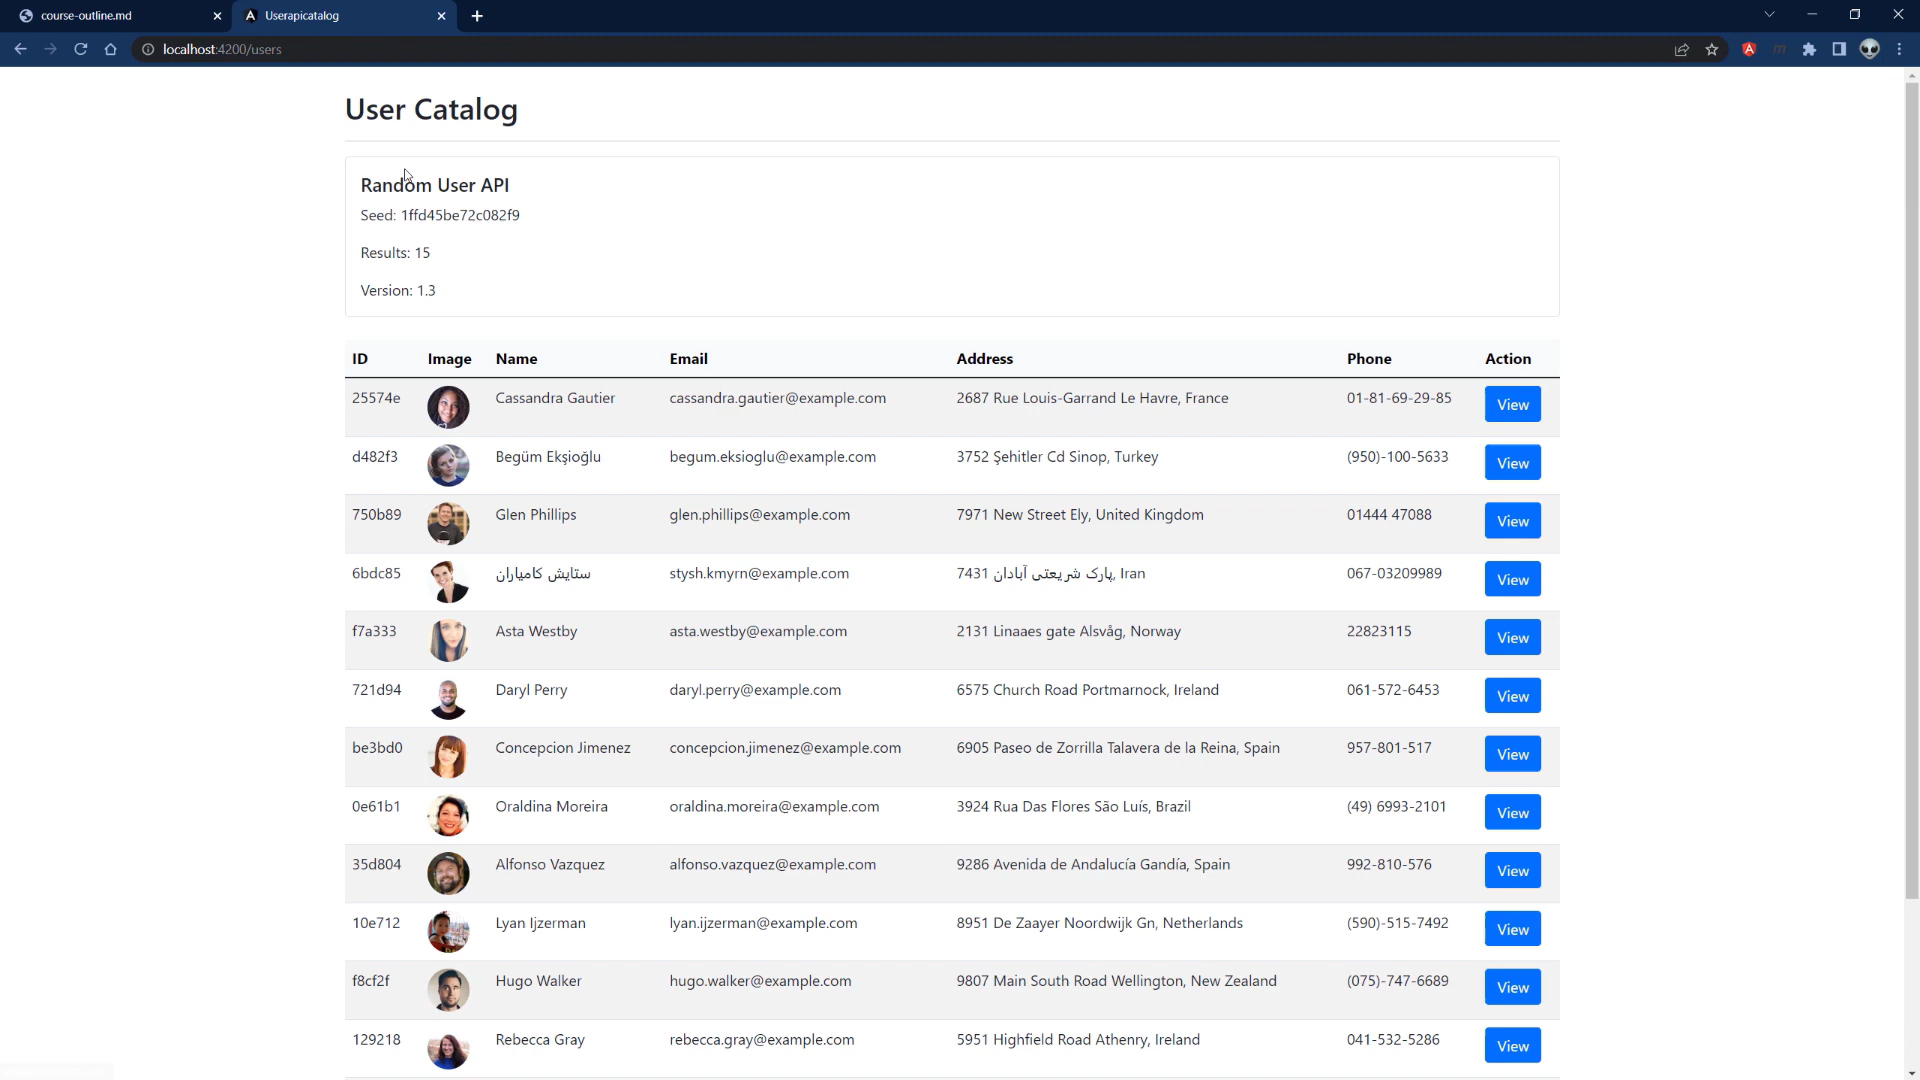 course-outline.md
Userapicatalog
localhost:4200/users
User Catalog
Random User API
Seed: 1ffd45be72c082f9
Results: 15
Version: 1.3
ID Image Name Email Address Phone Action
25574e Cassandra Gautier cassandra.gautier@example.com 2687 Rue Louis-Garrand Le Havre, France 01-81-69-29-85 View
d482f3 Begüm Ekşioğlu begum.eksioglu@example.com 3752 Şehitler Cd Sinop, Turkey (950)-100-5633 View
750b89 Glen Phillips glen.phillips@example.com 7971 New Street Ely, United Kingdom 01444 47088 View
6bdc85 ستایش کامیاران stysh.kmyrn@example.com 7431 پارک شریعتی آبادان, Iran 067-03209989 View
f7a333 Asta Westby asta.westby@example.com 2131 Linaaes gate Alsvåg, Norway 22823115 View
721d94 Daryl Perry daryl.perry@example.com 6575 Church Road Portmarnock, Ireland 061-572-6453 View
be3bd0 Concepcion Jimenez concepcion.jimenez@example.com 6905 Paseo de Zorrilla Talavera de la Reina, Spain 957-801-517 View
0e61b1 Oraldina Moreira oraldina.moreira@example.com 3924 Rua Das Flores São Luís, Brazil (49) 6993-2101 View
35d804 Alfonso Vazquez alfonso.vazquez@example.com 9286 Avenida de Andalucía Gandía, Spain 992-810-576 View
10e712 Lyan Ijzerman lyan.ijzerman@example.com 8951 De Zaayer Noordwijk Gn, Netherlands (590)-515-7492 View
f8cf2f Hugo Walker hugo.walker@example.com 9807 Main South Road Wellington, New Zealand (075)-747-6689 View
129218 Rebecca Gray rebecca.gray@example.com 5951 Highfield Road Athenry, Ireland 041-532-5286 View